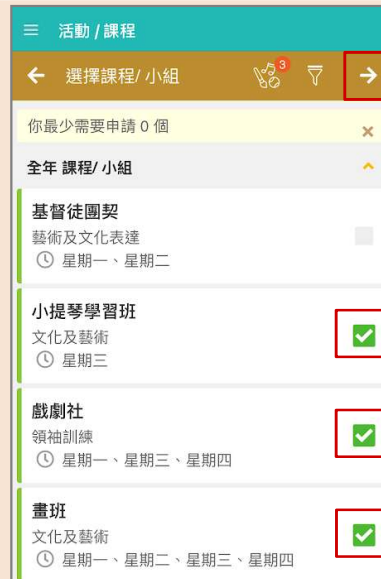 活動 / 課程
選擇課程/ 小組
3
你最少需要申請 0 個
全年 課程/ 小組
基督徒團契
藝術及文化表達
星期一、星期二
小提琴學習班
文化及藝術
星期三
戲劇社
領袖訓練
星期一、星期三、星期四
畫班
文化及藝術
星期一、星期二、星期三、星期四